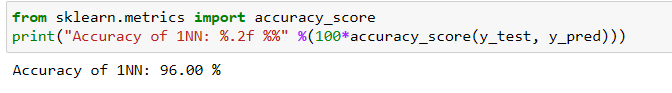 from sklearn.metrics import accuracy_score
print("Accuracy of 1NN: %.2f %%" %(100*accuracy_score(y_test, y_pred)))
Accuracy of 1NN: 96.00 %